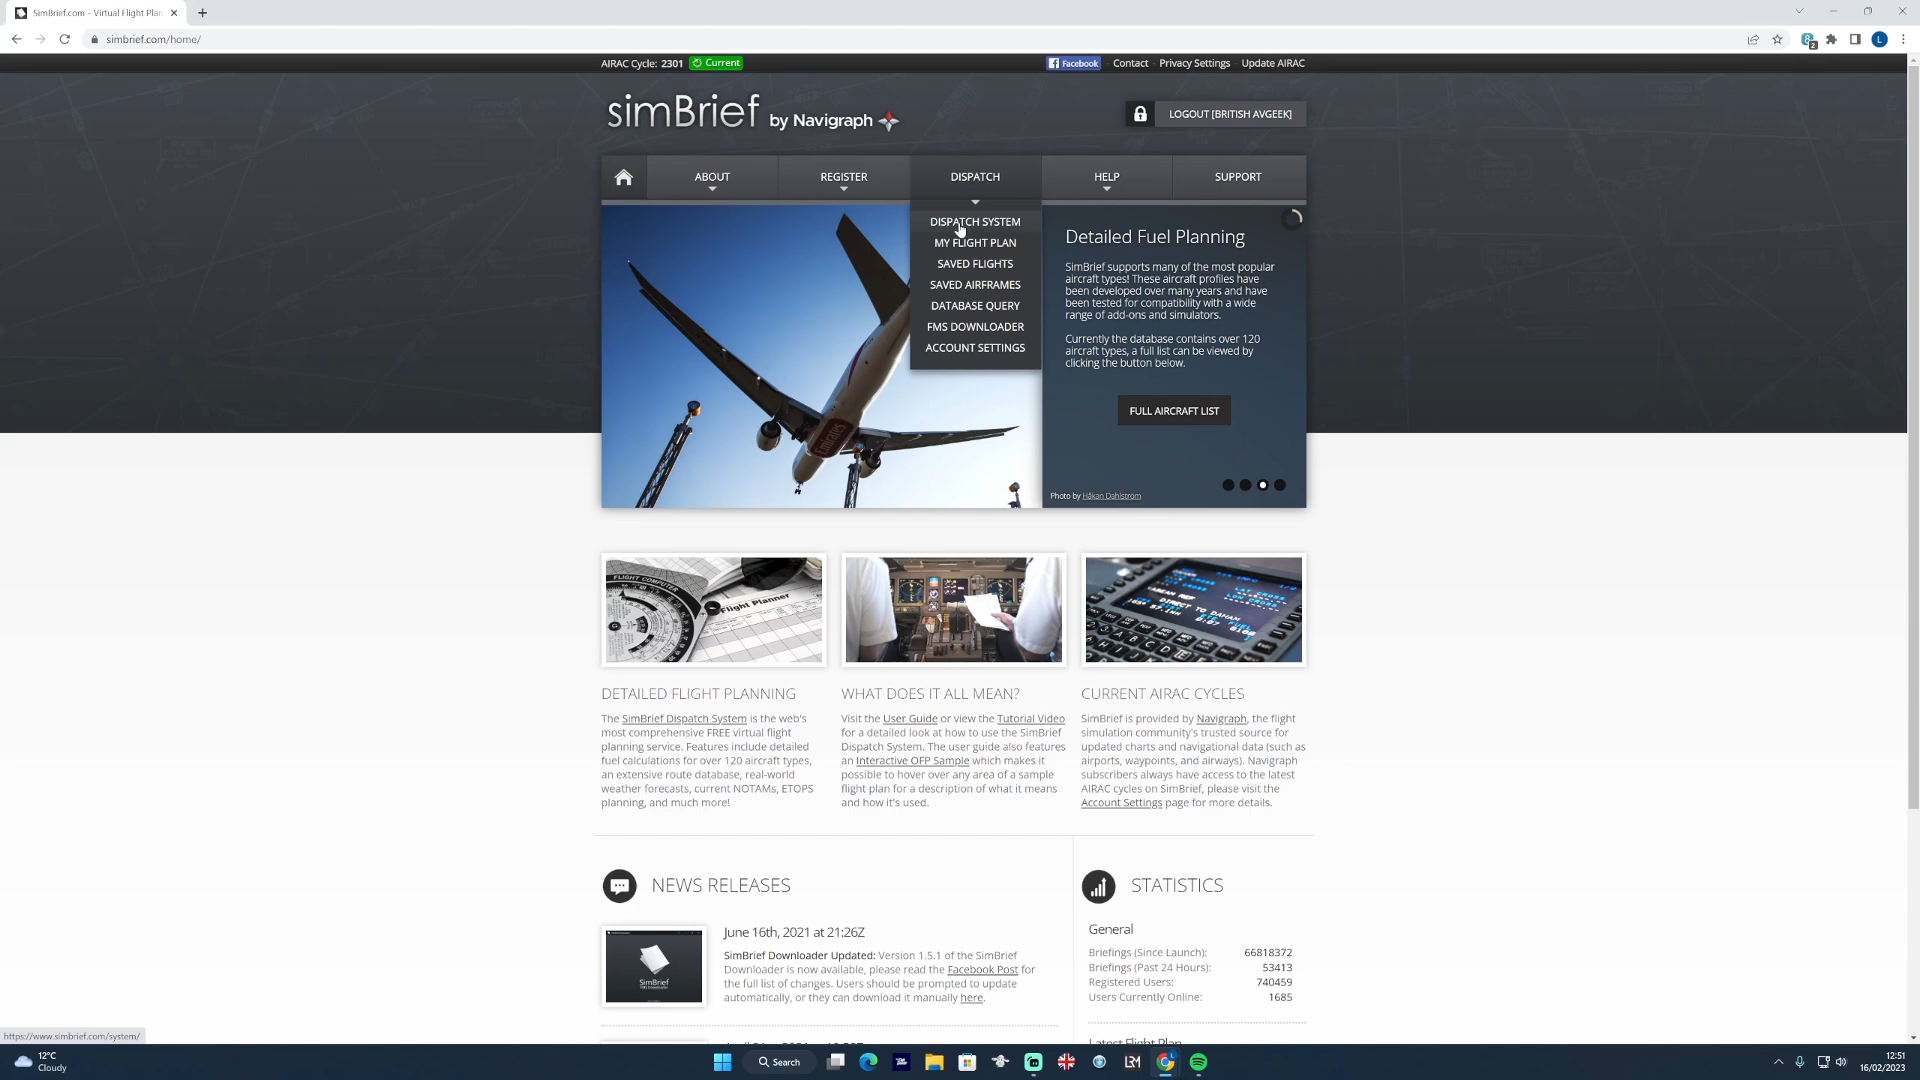 SimBrief.com - Virtual Flight Plan
simbrief.com/home/
2
L
AIRAC Cycle: 2301 Current
Facebook Contact Privacy Settings Update AIRAC
simBrief by Navigraph
LOGOUT [BRITISH AVGEEK]
ABOUT REGISTER DISPATCH HELP SUPPORT
DISPATCH SYSTEM
MY FLIGHT PLAN
SAVED FLIGHTS
SAVED AIRFRAMES
DATABASE QUERY
FMS DOWNLOADER
ACCOUNT SETTINGS
Emirates
Detailed Fuel Planning
SimBrief supports many of the most popular
aircraft types! These aircraft profiles have
been developed over many years and have
been tested for compatibility with a wide
range of add-ons and simulators.
Currently the database contains over 120
aircraft types, a full list can be viewed by
clicking the button below.
FULL AIRCRAFT LIST
Photo by Håkan Dahlström
FLIGHT COMPUTER
Flight Planner
DIRECT TO DAHAM
DETAILED FLIGHT PLANNING
The SimBrief Dispatch System is the web's
most comprehensive FREE virtual flight
planning service. Features include detailed
fuel calculations for over 120 aircraft types,
an extensive route database, real-world
weather forecasts, current NOTAMs, ETOPS
planning, and much more!
WHAT DOES IT ALL MEAN?
Visit the User Guide or view the Tutorial Video
for a detailed look at how to use the SimBrief
Dispatch System. The user guide also features
an Interactive OFP Sample which makes it
possible to hover over any area of a sample
flight plan for a description of what it means
and how it's used.
CURRENT AIRAC CYCLES
SimBrief is provided by Navigraph, the flight
simulation community's trusted source for
updated charts and navigational data (such as
airports, waypoints, and airways). Navigraph
subscribers always have access to the latest
AIRAC cycles on SimBrief, please visit the
Account Settings page for more details.
NEWS RELEASES
June 16th, 2021 at 21:26Z
SimBrief Downloader Updated: Version 1.5.1 of the SimBrief
Downloader is now available, please read the Facebook Post for
the full list of changes. Users should be prompted to update
automatically, or they can download it manually here.
SimBrief
STATISTICS
General
Briefings (Since Launch): 66818372
Briefings (Past 24 Hours): 53413
Registered Users: 740459
Users Currently Online: 1685
Latest Flight Plan
https://www.simbrief.com/system/
12°C
Cloudy
Search
LRM
12:51
16/02/2023